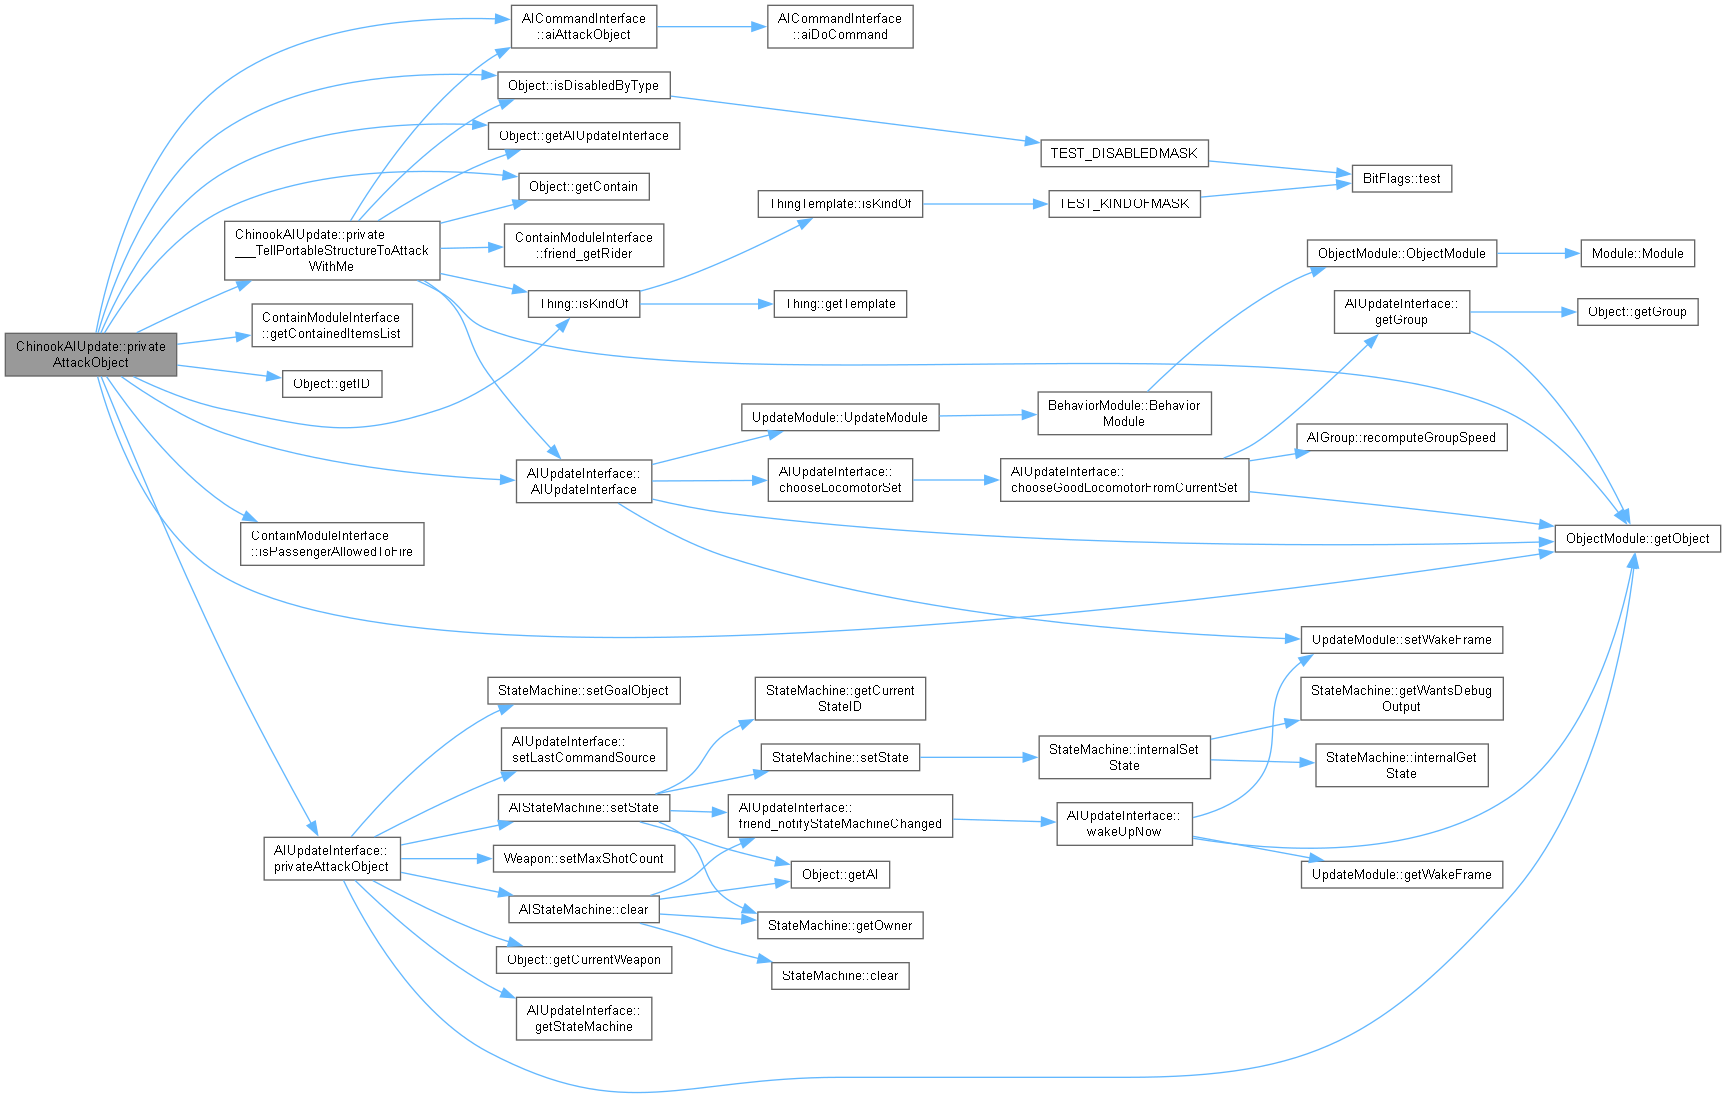 ChinookAIUpdate::private
AttackObject
AICommandInterface
::aiAttackObject
AICommandInterface
::aiDoCommand
Object::isDisabledByType
Object::getAIUpdateInterface
Object::getContain
ChinookAIUpdate::private
___TellPortableStructureToAttack
WithMe
ContainModuleInterface
::friend_getRider
Thing::isKindOf
ContainModuleInterface
::getContainedItemsList
Object::getID
AIUpdateInterface::
AIUpdateInterface
ContainModuleInterface
::isPassengerAllowedToFire
TEST_DISABLEDMASK
BitFlags::test
ThingTemplate::isKindOf
TEST_KINDOFMASK
Thing::getTemplate
ObjectModule::ObjectModule
Module::Module
AIUpdateInterface::
getGroup
Object::getGroup
UpdateModule::UpdateModule
BehaviorModule::Behavior
Module
AIUpdateInterface::
chooseLocomotorSet
AIUpdateInterface::
chooseGoodLocomotorFromCurrentSet
AIGroup::recomputeGroupSpeed
ObjectModule::getObject
UpdateModule::setWakeFrame
AIUpdateInterface::
privateAttackObject
StateMachine::setGoalObject
AIUpdateInterface::
setLastCommandSource
AIStateMachine::setState
Weapon::setMaxShotCount
AIStateMachine::clear
Object::getCurrentWeapon
AIUpdateInterface::
getStateMachine
StateMachine::getCurrent
StateID
StateMachine::setState
AIUpdateInterface::
friend_notifyStateMachineChanged
Object::getAI
StateMachine::getOwner
StateMachine::clear
StateMachine::internalSet
State
AIUpdateInterface::
wakeUpNow
StateMachine::getWantsDebug
Output
StateMachine::internalGet
State
UpdateModule::getWakeFrame